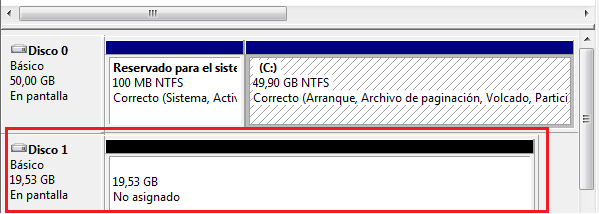 Disco 0
Básico
50,00 GB
En pantalla
Reservado para el siste
100 MB NTFS
Correcto (Sistema, Activ
(C:)
49,90 GB NTFS
Correcto (Arranque, Archivo de paginación, Volcado, Partici
Disco 1
Básico
19,53 GB
En pantalla
19,53 GB
No asignado